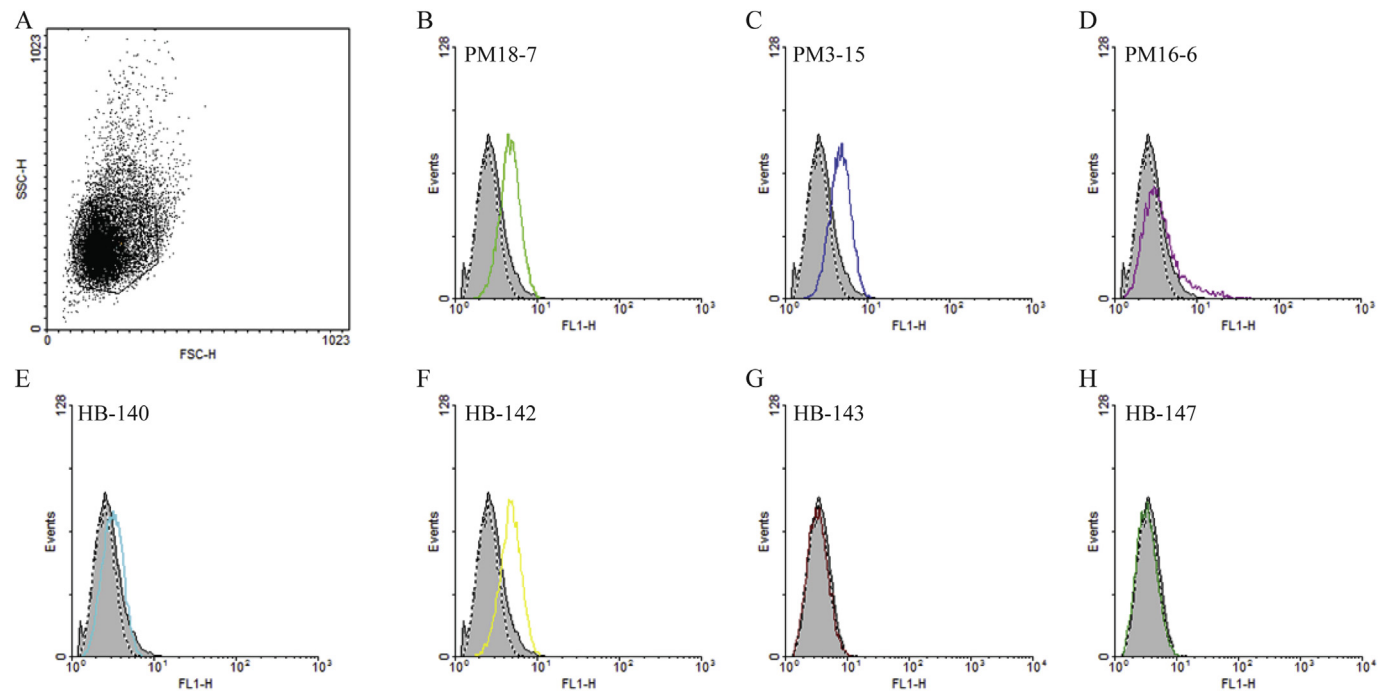 A
1023
SSC-H
0
0
1023
FSC-H
B
PM18-7
128
Events
0
10⁰
10¹
10²
10³
FL1-H
C
PM3-15
128
Events
0
10⁰
10¹
10²
10³
FL1-H
D
PM16-6
128
Events
0
10⁰
10¹
10²
10³
FL1-H
E
HB-140
128
Events
0
10⁰
10¹
10²
10³
FL1-H
F
HB-142
128
Events
0
10⁰
10¹
10²
10³
FL1-H
G
HB-143
128
Events
0
10⁰
10¹
10²
10³
10⁴
FL1-H
H
HB-147
128
Events
0
10⁰
10¹
10²
10³
10⁴
FL1-H